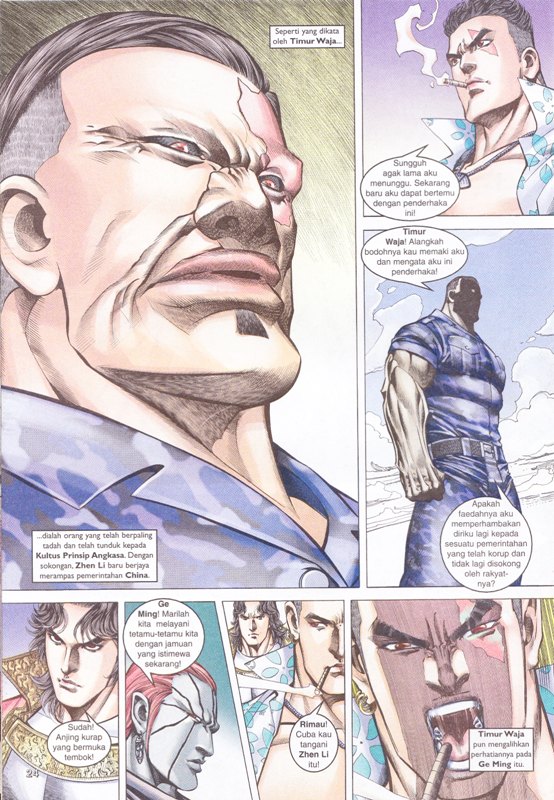 Seperti yang dikata
oleh Timur Waja...
Sungguh
agak lama aku
menunggu. Sekarang
baru aku dapat bertemu
dengan penderhaka
ini!
Timur
Waja! Alangkah
bodohnya kau memaki aku
dan mengata aku ini
penderhaka!
Apakah
faedahnya aku
memperhambakan
diriku lagi kepada
sesuatu pemerintahan
yang telah korup dan
tidak lagi disokong
oleh rakyat-
nya?
...dialah orang yang telah berpaling
tadah dan telah tunduk kepada
Kultus Prinsip Angkasa. Dengan
sokongan, Zhen Li baru berjaya
merampas pemerintahan China.
Sudah!
Anjing kurap
yang bermuka
tembok!
Ge
Ming! Marilah
kita melayani
tetamu-tetamu kita
dengan jamuan
yang istimewa
sekarang!
Rimau!
Cuba kau
tangani
Zhen Li
itu!
Timur Waja
pun mengalihkan
perhatiannya pada
Ge Ming itu.
24